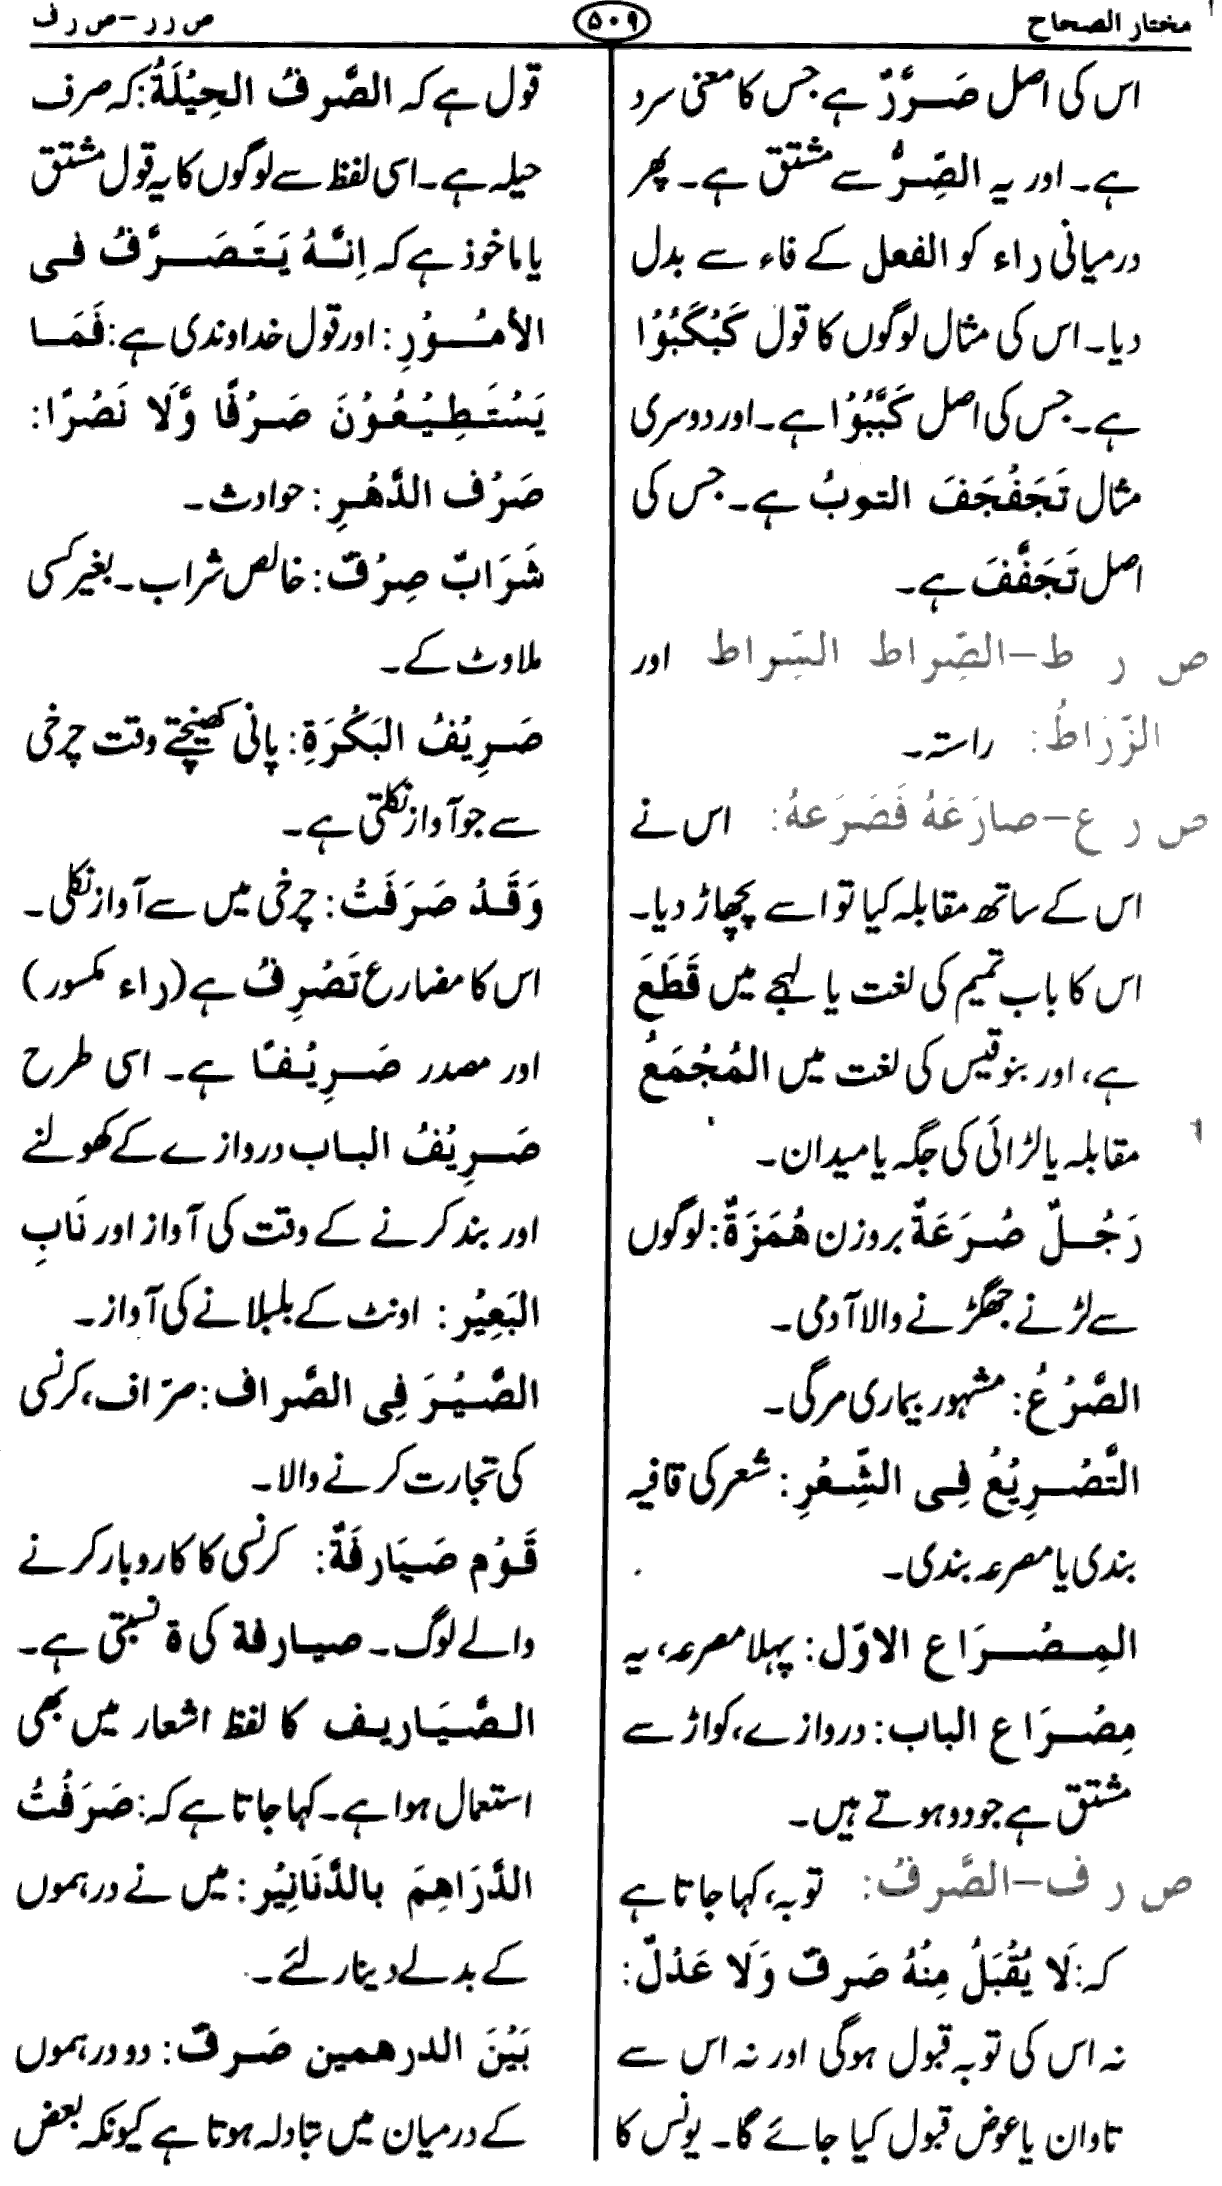 مختار الصحاح
۵۰۹
ص ر ر – ص ر ف
اس کی اصل صَرَّرٌ ہے جس کا معنی سرد
ہے۔ اور یہ الصِّرُّ سے مشتق ہے۔ پھر
درمیانی راء کو الفعل کے فاء سے بدل
دیا۔ اس کی مثال لوگوں کا قول كَبْكَبُوْا
ہے۔ جس کی اصل كَبَّبُوْا ہے۔ اور دوسری
مثال تَجَفْجَفَ الثوبُ ہے۔ جس کی
اصل تَجَفَّفَ ہے۔
ص ر ط – الصِّراط السِّراط اور
الزِّرَاطُ: راستہ۔
ص ر ع – صارَعَهُ فَصَرَعهُ: اس نے
اس کے ساتھ مقابلہ کیا تو اسے پچھاڑ دیا۔
اس کا باب تمیم کی لغت یا لہجے میں قَطَعَ
ہے، اور بنو قیس کی لغت میں المُجْمَعُ
مقابلہ یا لڑائی کی جگہ یا میدان۔
رَجُلٌ صُرَعَةٌ بروزن هُمَزَةٌ: لوگوں
سے لڑنے جھگڑنے والا آدمی۔
الصَّرْعُ: مشہور بیماری مرگی۔
التَّصْرِيْعُ فِى الشِّعْرِ: شعر کی قافیہ
بندی یا مصرعہ بندی۔
المِصْرَاع الاوّل: پہلا مصرعہ، یہ
مِصْرَاع الباب: دروازے، کواڑ سے
مشتق ہے جو دو ہوتے ہیں۔
ص ر ف – الصَّرفُ: توبہ، کہا جاتا ہے
کہ: لَا يُقْبَلُ مِنْهُ صَرفٌ وَلَا عَدْلٌ:
نہ اس کی توبہ قبول ہوگی اور نہ اس سے
تاوان یا عوض قبول کیا جائے گا۔ یونس کا
قول ہے کہ الصَّرفُ الحِيْلَةُ: کہ صرف
حیلہ ہے۔ اسی لفظ سے لوگوں کا یہ قول مشتق
یا ماخوذ ہے کہ اِنَّهُ يَتَصَرَّفُ فى
الأمُوْرِ: اور قول خداوندی ہے: فَمَا
يَسْتَطِيْعُوْنَ صَرْفًا وَّلَا نَصْرًا:
صَرْف الدَّهْرِ: حوادث۔
شَرَابٌ صِرْفٌ: خالص شراب۔ بغیر کسی
ملاوٹ کے۔
صَرِيْفُ البَكْرَةِ: پانی کھینچتے وقت چرخی
سے جو آواز نکلتی ہے۔
وَقَدْ صَرَفَتْ: چرخی میں سے آواز نکلی۔
اس کا مضارع تَصْرِفُ ہے (راء مکسور)
اور مصدر صَرِيْفًا ہے۔ اسی طرح
صَرِيْفُ الباب دروازے کے کھولنے
اور بند کرنے کے وقت کی آواز اور نَابِ
البَعِيْر: اونٹ کے بلبلانے کی آواز۔
الصَّيْرَ فِى الصَّراف: صرّاف، کرنسی
کی تجارت کرنے والا۔
قَوْم صَيَارفَةٌ: کرنسی کا کاروبار کرنے
والے لوگ۔ صيارفة کی ة نسبتی ہے۔
الصَّيَاريف کا لفظ اشعار میں بھی
استعمال ہوا ہے۔ کہا جاتا ہے کہ: صَرَفْتُ
الدَّرَاهِمَ بالدَّنَانِيْر: میں نے درہموں
کے بدلے دینار لئے۔
بَيْنَ الدرهمين صَرفٌ: دو درہموں
کے درمیان میں تبادلہ ہوتا ہے کیونکہ بعض